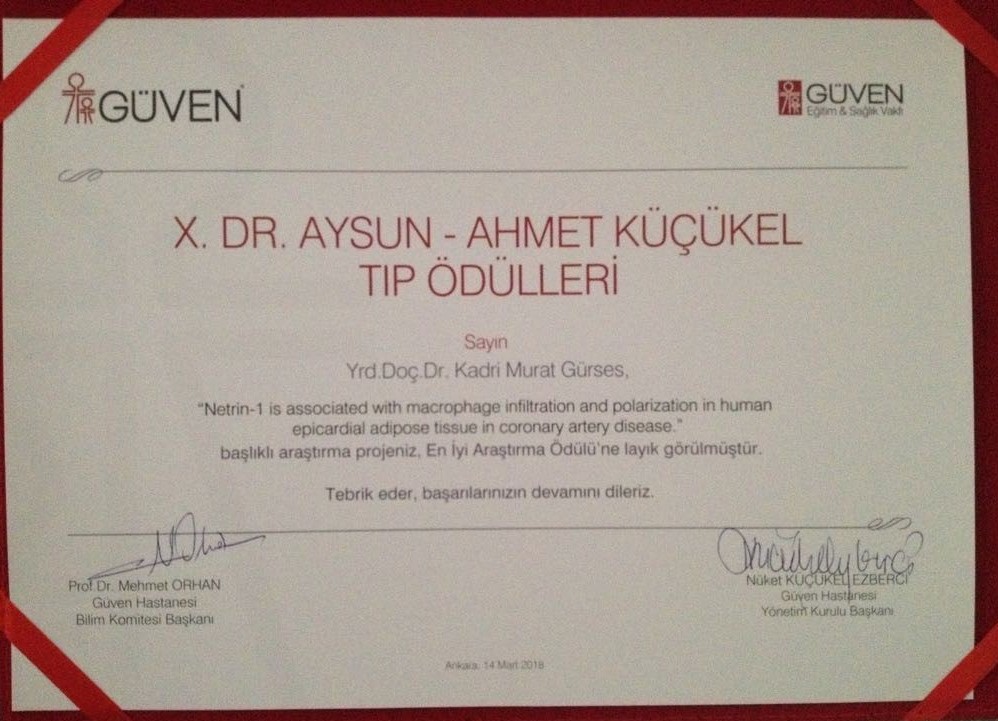 GÜVEN
GÜVEN
Eğitim & Sağlık Vakfı
X. DR. AYSUN - AHMET KÜÇÜKEL
TIP ÖDÜLLERİ
Sayın
Yrd.Doç.Dr. Kadri Murat Gürses,
“Netrin-1 is associated with macrophage infiltration and polarization in human
epicardial adipose tissue in coronary artery disease.”
başlıklı araştırma projeniz, En İyi Araştırma Ödülü’ne layık görülmüştür.
Tebrik eder, başarılarınızın devamını dileriz.
Prof.Dr. Mehmet ORHAN
Güven Hastanesi
Bilim Komitesi Başkanı
Nüket KÜÇÜKEL EZBERCİ
Güven Hastanesi
Yönetim Kurulu Başkanı
Ankara, 14 Mart 2018